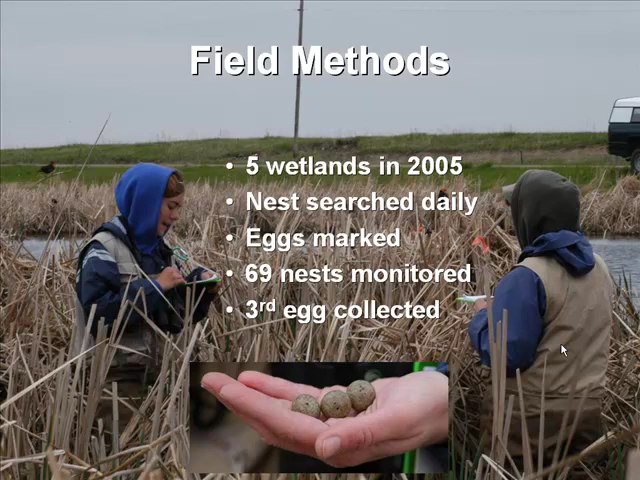 Field Methods
• 5 wetlands in 2005
• Nest searched daily
• Eggs marked
• 69 nests monitored
• 3rd egg collected